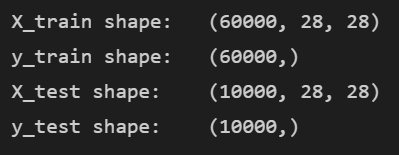 X_train shape:   (60000, 28, 28)
y_train shape:   (60000,)
X_test shape:    (10000, 28, 28)
y_test shape:    (10000,)